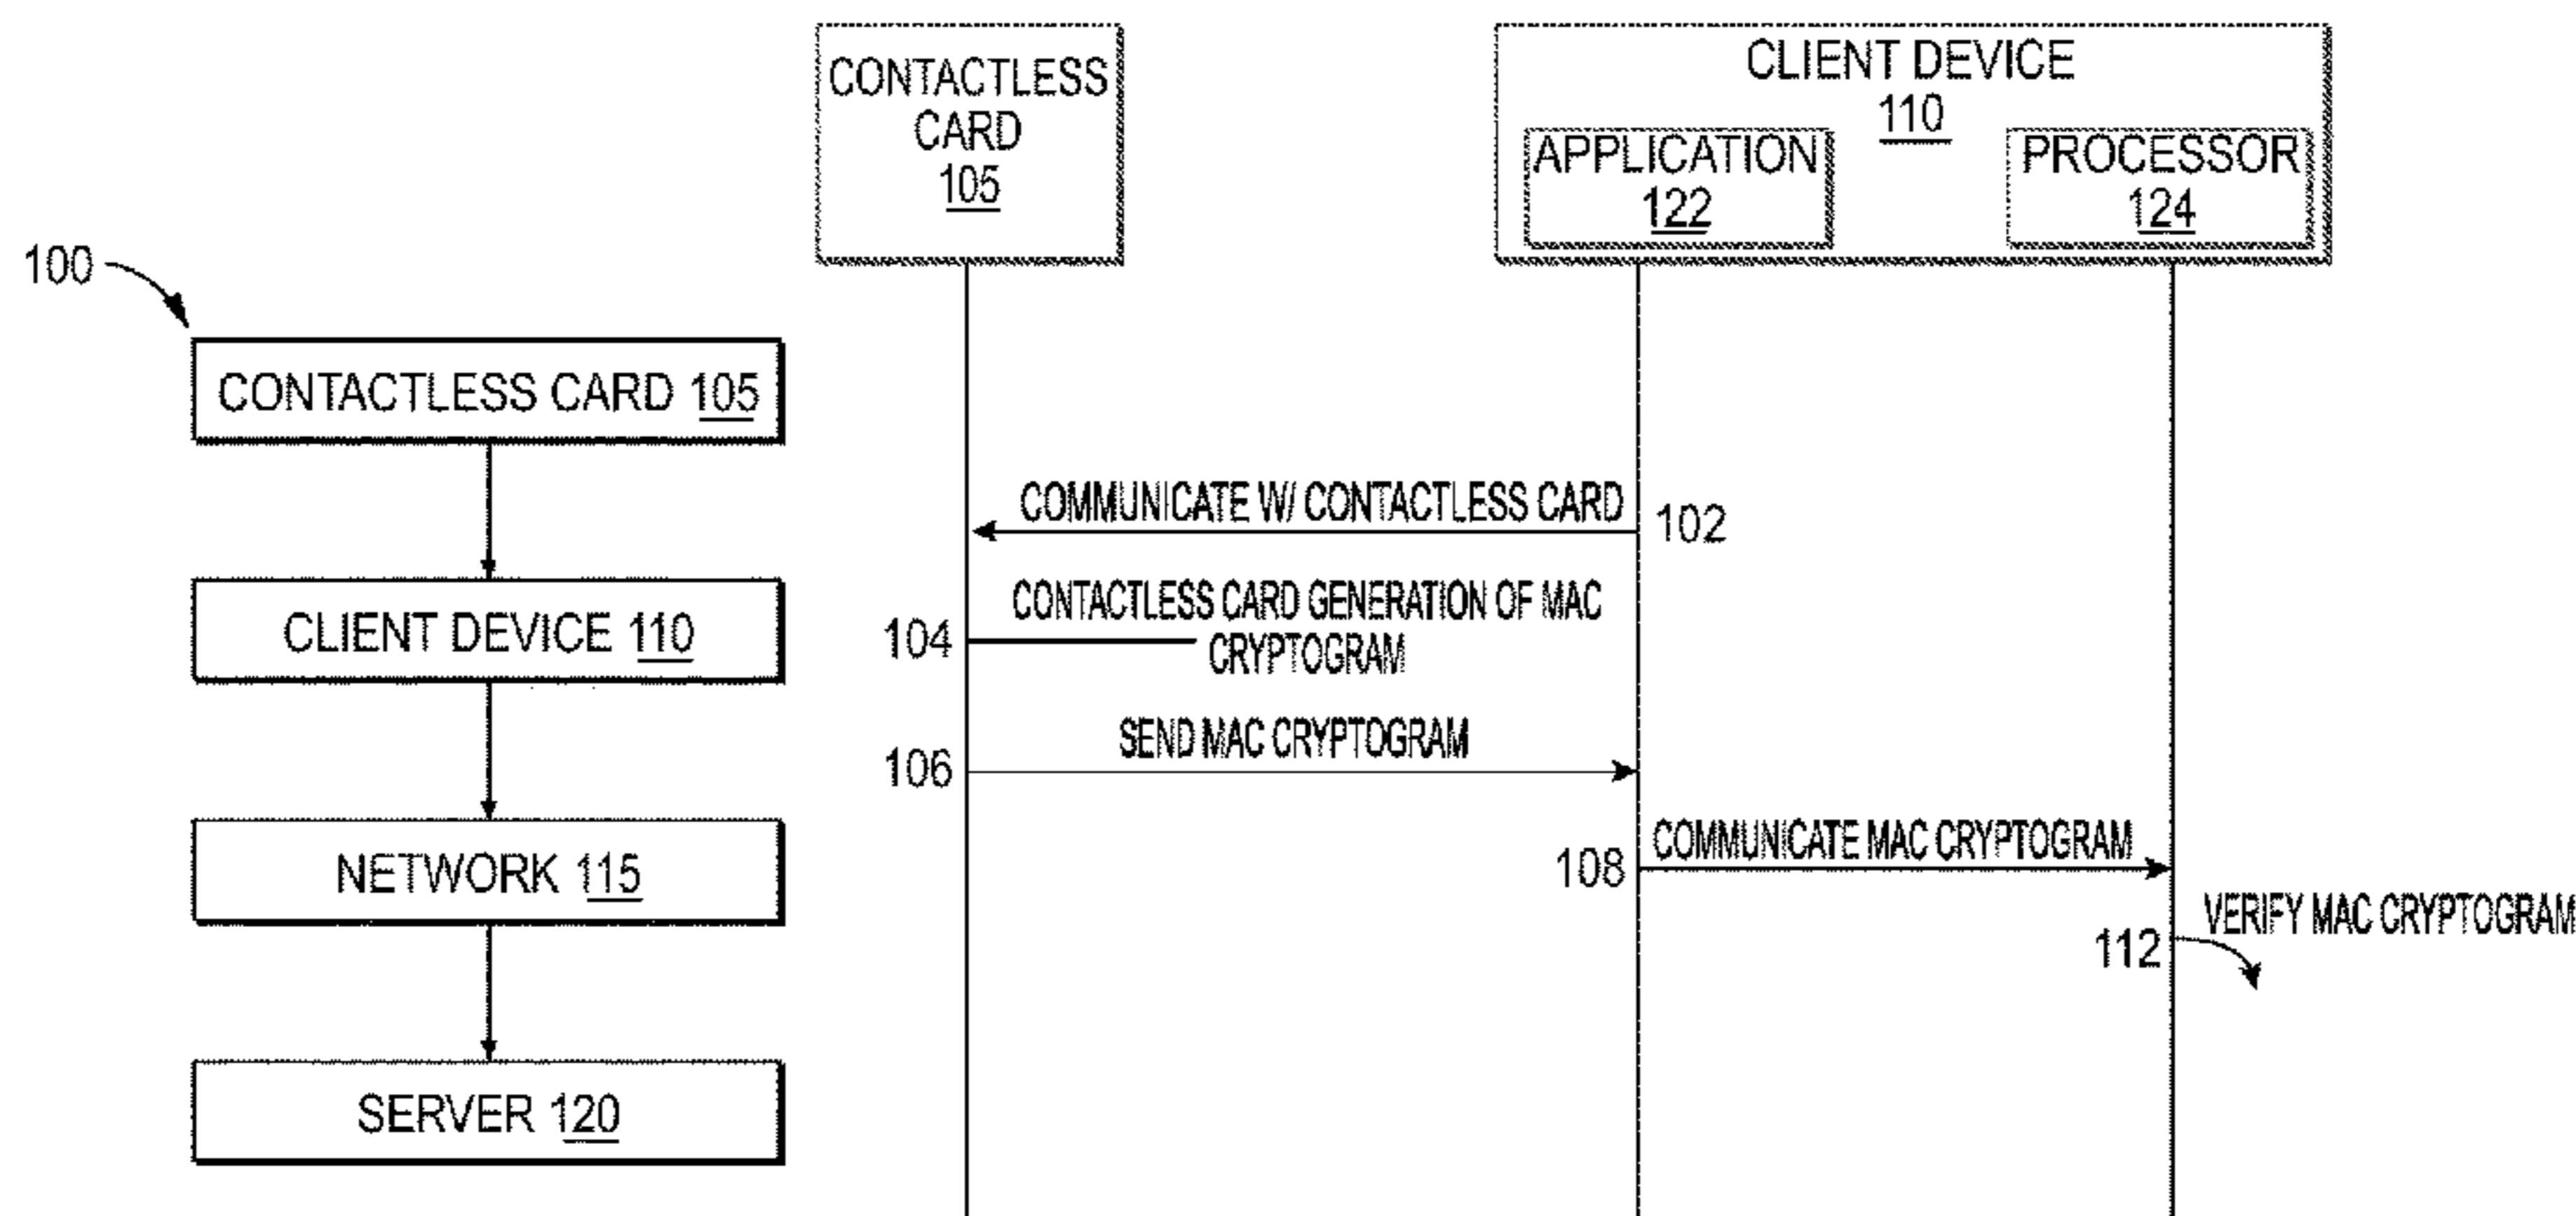 100
CONTACTLESS CARD 105
CLIENT DEVICE 110
NETWORK 115
SERVER 120
CONTACTLESS
CARD
105
CLIENT DEVICE
110
APPLICATION
122
PROCESSOR
124
COMMUNICATE W/ CONTACTLESS CARD
102
CONTACTLESS CARD GENERATION OF MAC
104
CRYPTOGRAM
SEND MAC CRYPTOGRAM
106
COMMUNICATE MAC CRYPTOGRAM
108
VERIFY MAC CRYPTOGRAM
112